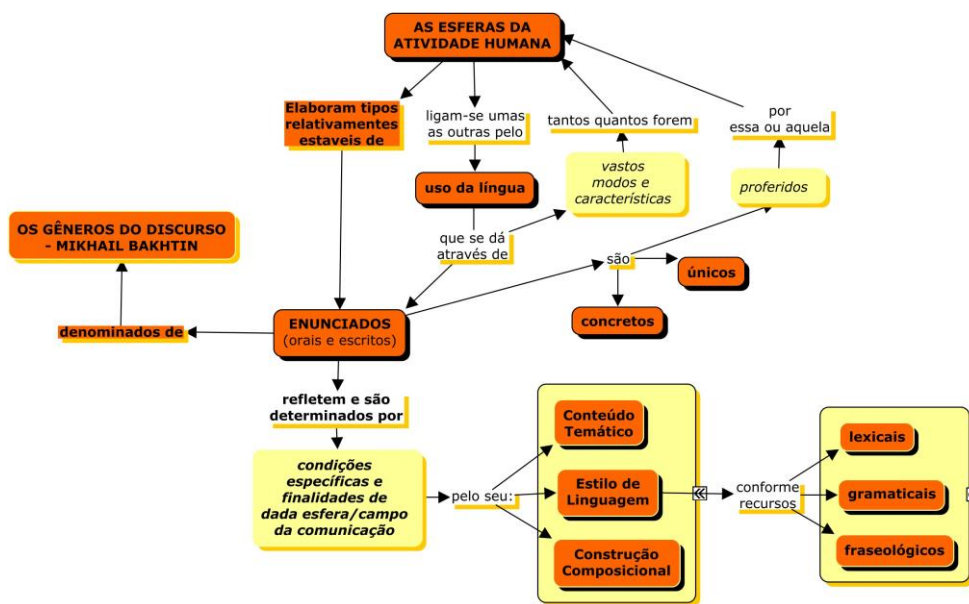 AS ESFERAS DA
ATIVIDADE HUMANA
Elaboram tipos
relativamente
estaveis de
ligam-se umas
as outras pelo
tantos quantos forem
por
essa ou aquela
uso da língua
vastos
modos e
características
proferidos
OS GÊNEROS DO DISCURSO
- MIKHAIL BAKHTIN
que se dá
através de
são
únicos
concretos
denominados de
ENUNCIADOS
(orais e escritos)
refletem e são
determinados por
condições
específicas e
finalidades de
dada esfera/campo
da comunicação
pelo seu:
Conteúdo
Temático
Estilo de
Linguagem
Construção
Composicional
conforme
recursos
lexicais
gramaticais
fraseológicos